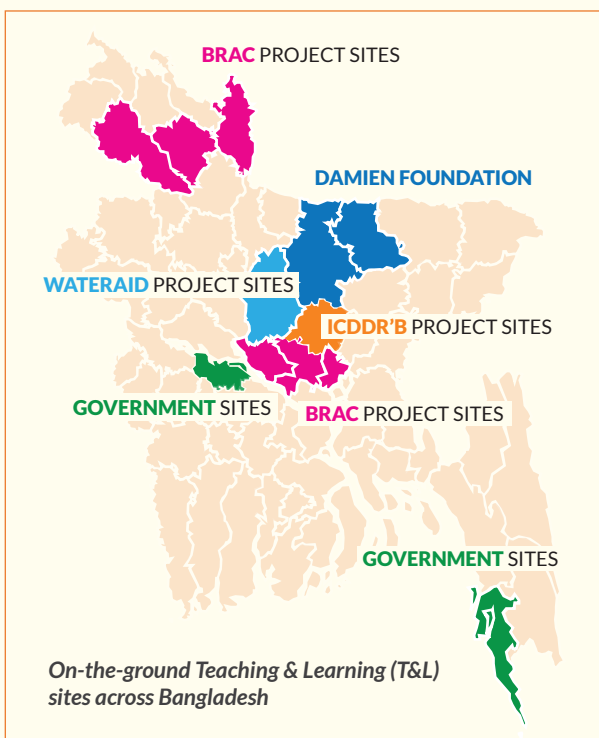 BRAC PROJECT SITES
DAMIEN FOUNDATION
WATERAID PROJECT SITES
ICDDR'B PROJECT SITES
GOVERNMENT SITES
BRAC PROJECT SITES
GOVERNMENT SITES
On-the-ground Teaching & Learning (T&L)
sites across Bangladesh